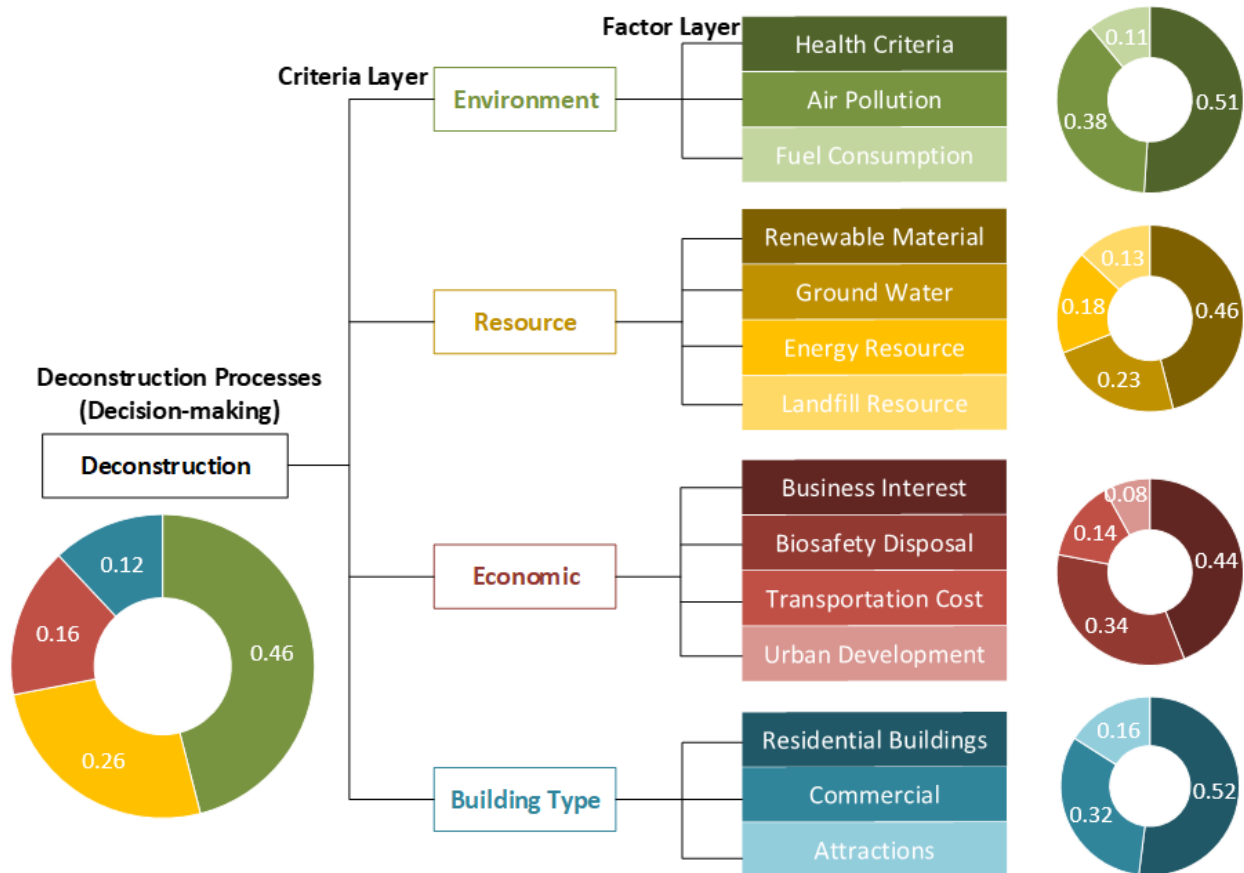 Factor Layer
Criteria Layer
Environment
Health Criteria
Air Pollution
Fuel Consumption
0.11
0.38
0.51
Resource
Renewable Material
Ground Water
Energy Resource
Landfill Resource
0.13
0.18
0.46
0.23
Deconstruction Processes
(Decision-making)
Deconstruction
0.12
0.16
0.46
0.26
Economic
Business Interest
Biosafety Disposal
Transportation Cost
Urban Development
0.08
0.14
0.44
0.34
Building Type
Residential Buildings
Commercial
Attractions
0.16
0.32
0.52